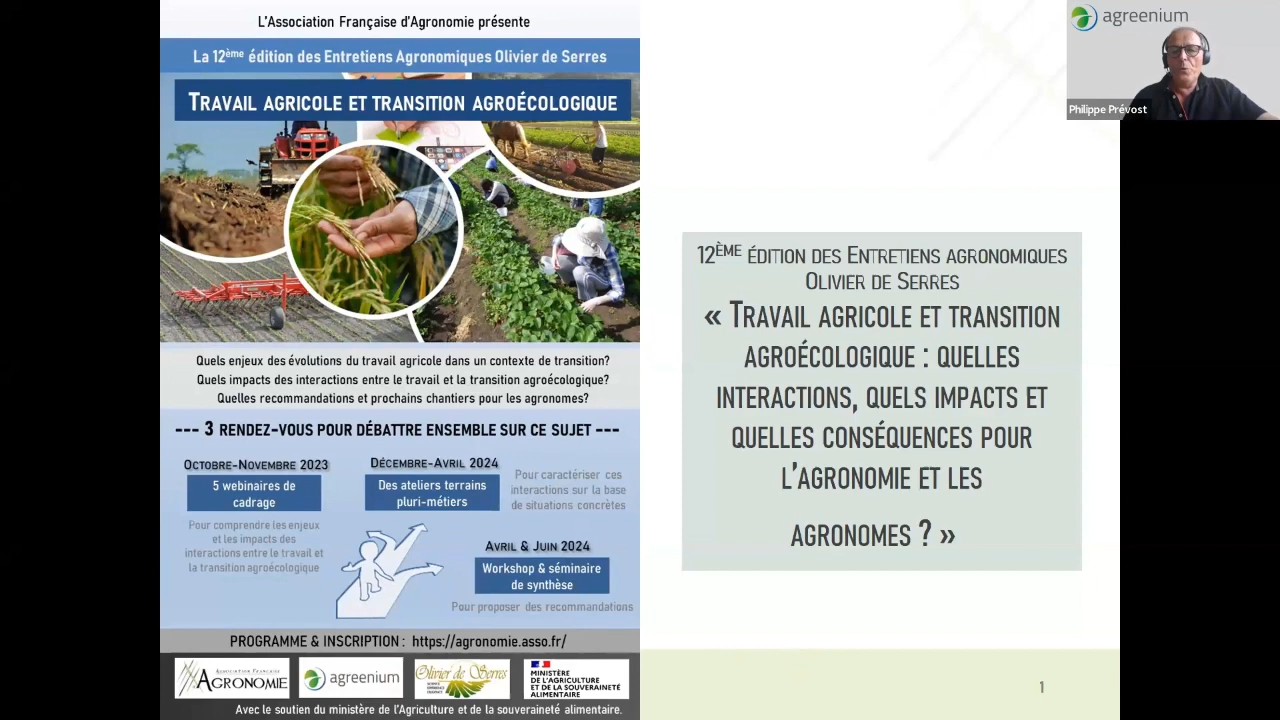 L'Association Française d'Agronomie présente
La 12ème édition des Entretiens Agronomiques Olivier de Serres
TRAVAIL AGRICOLE ET TRANSITION AGROÉCOLOGIQUE
Quels enjeux des évolutions du travail agricole dans un contexte de transition?
Quels impacts des interactions entre le travail et la transition agroécologique?
Quelles recommandations et prochains chantiers pour les agronomes?
--- 3 RENDEZ-VOUS POUR DÉBATTRE ENSEMBLE SUR CE SUJET ---
OCTOBRE-NOVEMBRE 2023
5 webinaires de
cadrage
Pour comprendre les enjeux
et les impacts des
interactions entre le travail et
la transition agroécologique
DÉCEMBRE-AVRIL 2024
Des ateliers terrains
pluri-métiers
Pour caractériser ces
interactions sur la base
de situations concrètes
AVRIL & JUIN 2024
Workshop & séminaire
de synthèse
Pour proposer des recommandations
PROGRAMME & INSCRIPTION : https://agronomie.asso.fr/
ASSOCIATION FRANÇAISE
AGRONOMIE
agreenium
Olivier de Serres
MINISTÈRE
DE L'AGRICULTURE
ET DE LA SOUVERAINETÉ
ALIMENTAIRE
Avec le soutien du ministère de l'Agriculture et de la souveraineté alimentaire.
12ÈME ÉDITION DES ENTRETIENS AGRONOMIQUES
OLIVIER DE SERRES
« TRAVAIL AGRICOLE ET TRANSITION
AGROÉCOLOGIQUE : QUELLES
INTERACTIONS, QUELS IMPACTS ET
QUELLES CONSÉQUENCES POUR
L'AGRONOMIE ET LES
AGRONOMES ? »
1
agreenium
Philippe Prévost